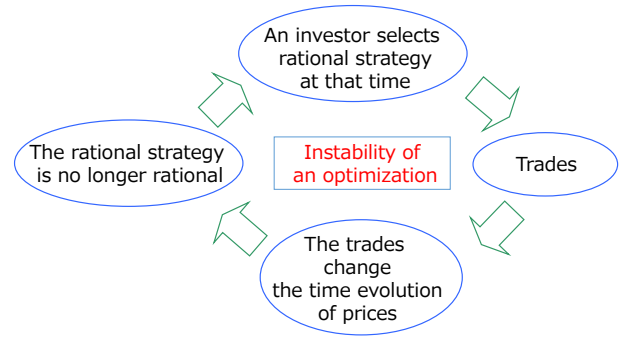 An investor selects
rational strategy
at that time
The rational strategy
is no longer rational
Instability of
an optimization
Trades
The trades
change
the time evolution
of prices